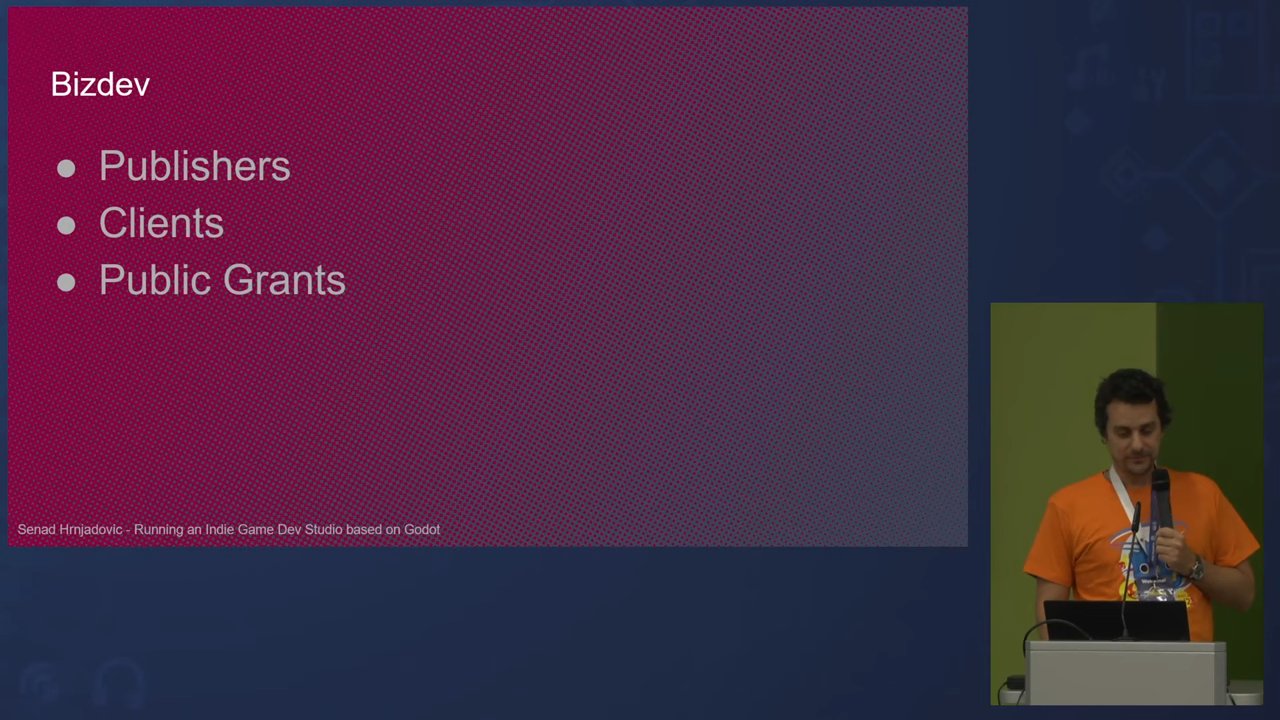 Bizdev
● Publishers
● Clients
● Public Grants
Senad Hrnjadovic - Running an Indie Game Dev Studio based on Godot